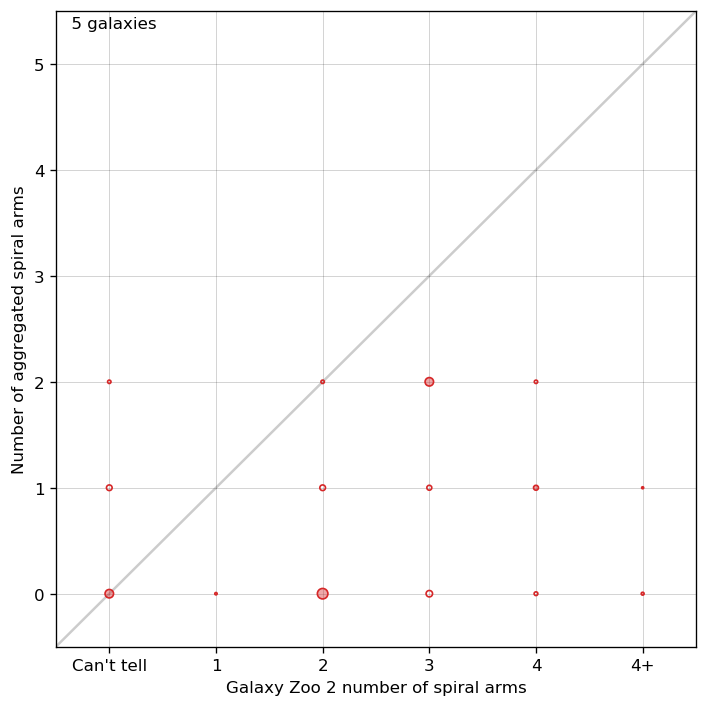 5 galaxies
Number of aggregated spiral arms
5
4
3
2
1
0
Can't tell 1 2 3 4 4+
Galaxy Zoo 2 number of spiral arms